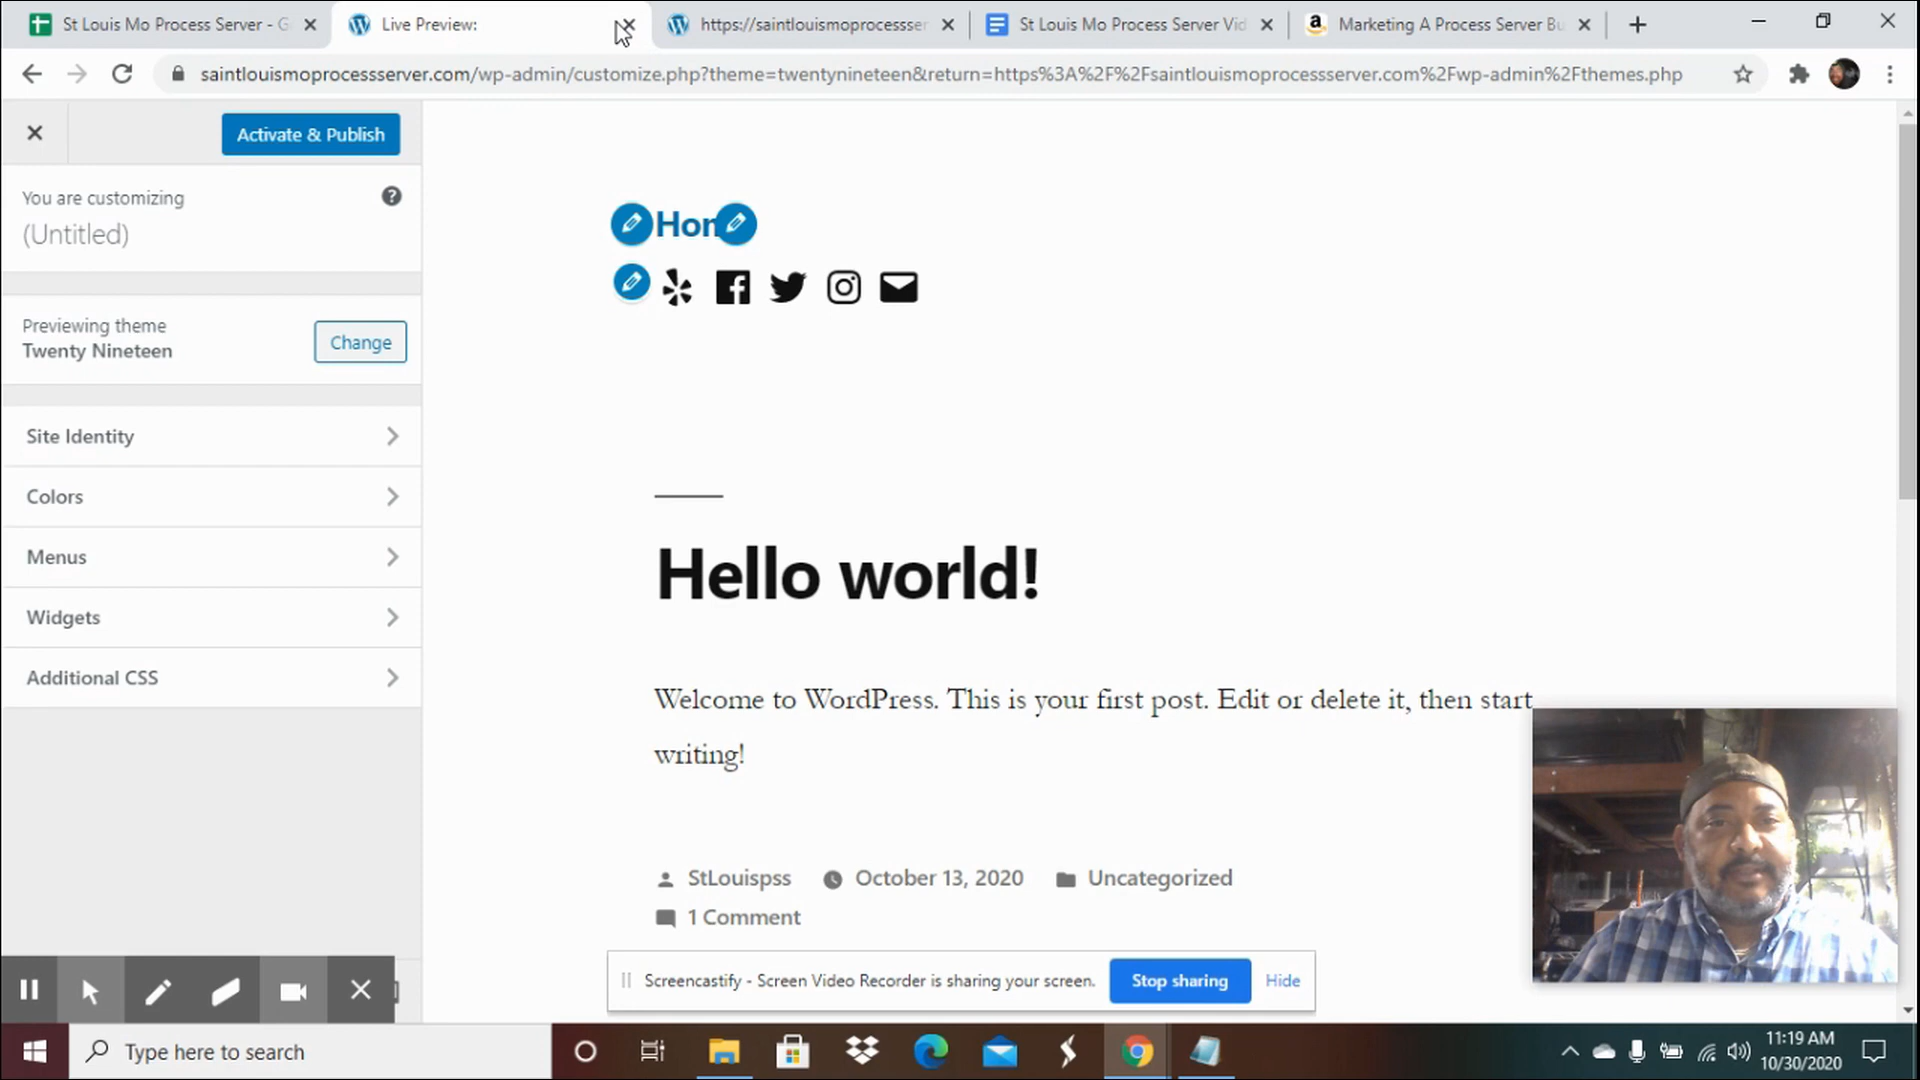 St Louis Mo Process Server - G
Live Preview:
https://saintlouismoprocessser
St Louis Mo Process Server Vid
Marketing A Process Server Bu
saintlouismoprocessserver.com/wp-admin/customize.php?theme=twentynineteen&return=https%3A%2F%2Fsaintlouismoprocessserver.com%2Fwp-admin%2Fthemes.php
Activate & Publish
You are customizing
(Untitled)
Previewing theme
Twenty Nineteen
Change
Site Identity
Colors
Menus
Widgets
Additional CSS
Hom
Hello world!
Welcome to WordPress. This is your first post. Edit or delete it, then start
writing!
StLouispss
October 13, 2020
Uncategorized
1 Comment
Screencastify - Screen Video Recorder is sharing your screen.
Stop sharing
Hide
Type here to search
11:19 AM
10/30/2020